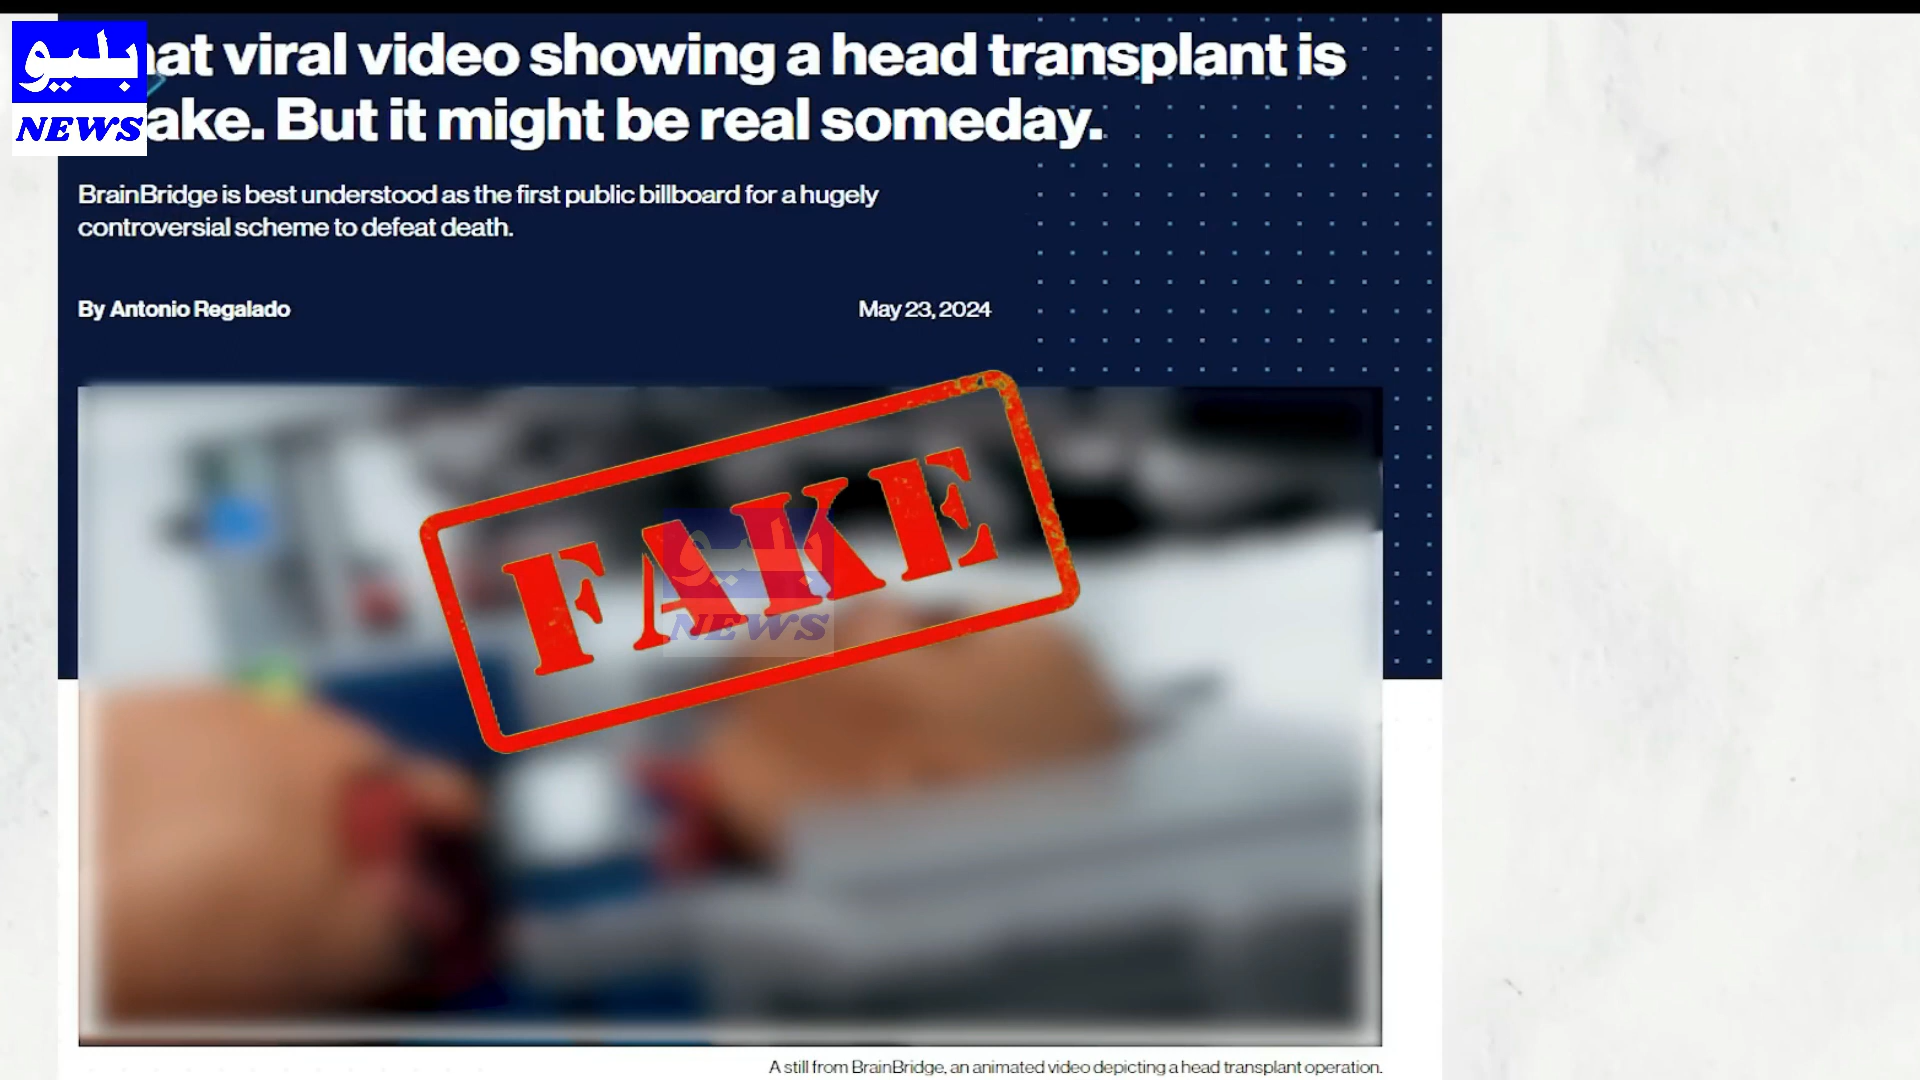 بليو
NEWS
at viral video showing a head transplant is
ake. But it might be real someday.
BrainBridge is best understood as the first public billboard for a hugely
controversial scheme to defeat death.
By Antonio Regalado
May 23, 2024
FAKE
بليو
NEWS
A still from BrainBridge, an animated video depicting a head transplant operation.